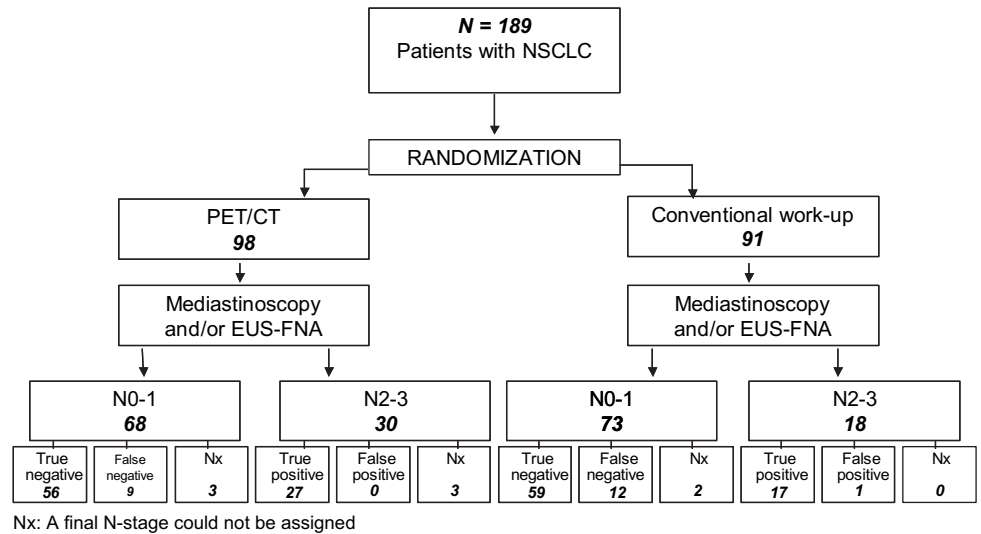 N = 189
Patients with NSCLC
RANDOMIZATION
PET/CT
98
Conventional work-up
91
Mediastinoscopy
and/or EUS-FNA
Mediastinoscopy
and/or EUS-FNA
N0-1
68
N2-3
30
N0-1
73
N2-3
18
True
negative
56
False
negative
9
Nx
3
True
positive
27
False
positive
0
Nx
3
True
negative
59
False
negative
12
Nx
2
True
positive
17
False
positive
1
Nx
0
Nx: A final N-stage could not be assigned